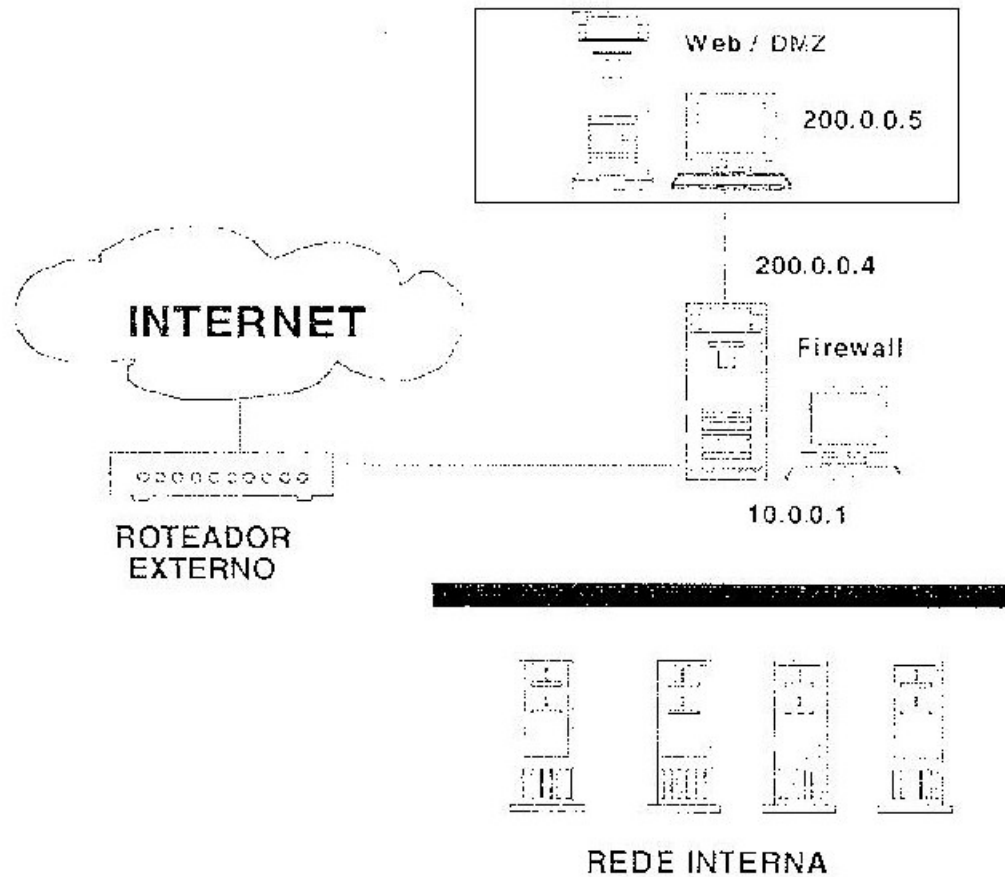 Web / DMZ
200.0.0.5
200.0.0.4
INTERNET
Firewall
10.0.0.1
ROTEADOR
EXTERNO
REDE INTERNA